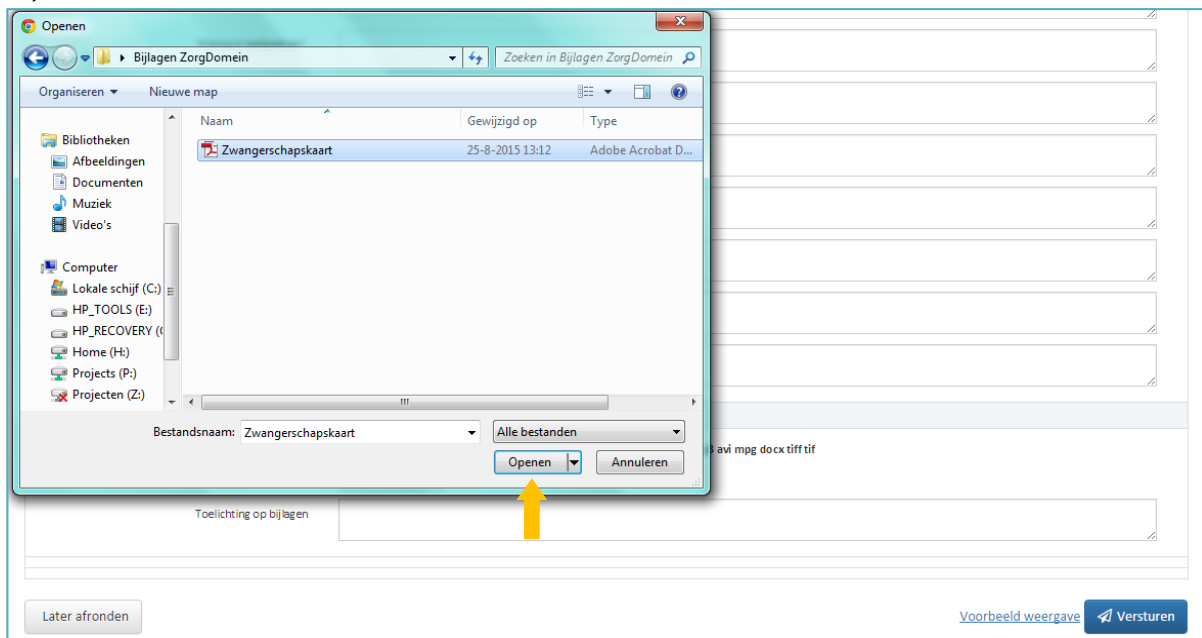 Openen
Bijlagen ZorgDomein
Zoeken in Bijlagen ZorgDomein
Organiseren
Nieuwe map
Naam
Gewijzigd op
Type
Zwangerschapskaart
25-8-2015 13:12
Adobe Acrobat D...
Bibliotheken
Afbeeldingen
Documenten
Muziek
Video's
Computer
Lokale schijf (C:)
HP_TOOLS (E:)
HP_RECOVERY (
Home (H:)
Projects (P:)
Projecten (Z:)
Bestandsnaam: Zwangerschapskaart
Alle bestanden
Openen
Annuleren
avi mpg docx tiff tif
Toelichting op bijlagen
Later afronden
Voorbeeld weergave
Versturen